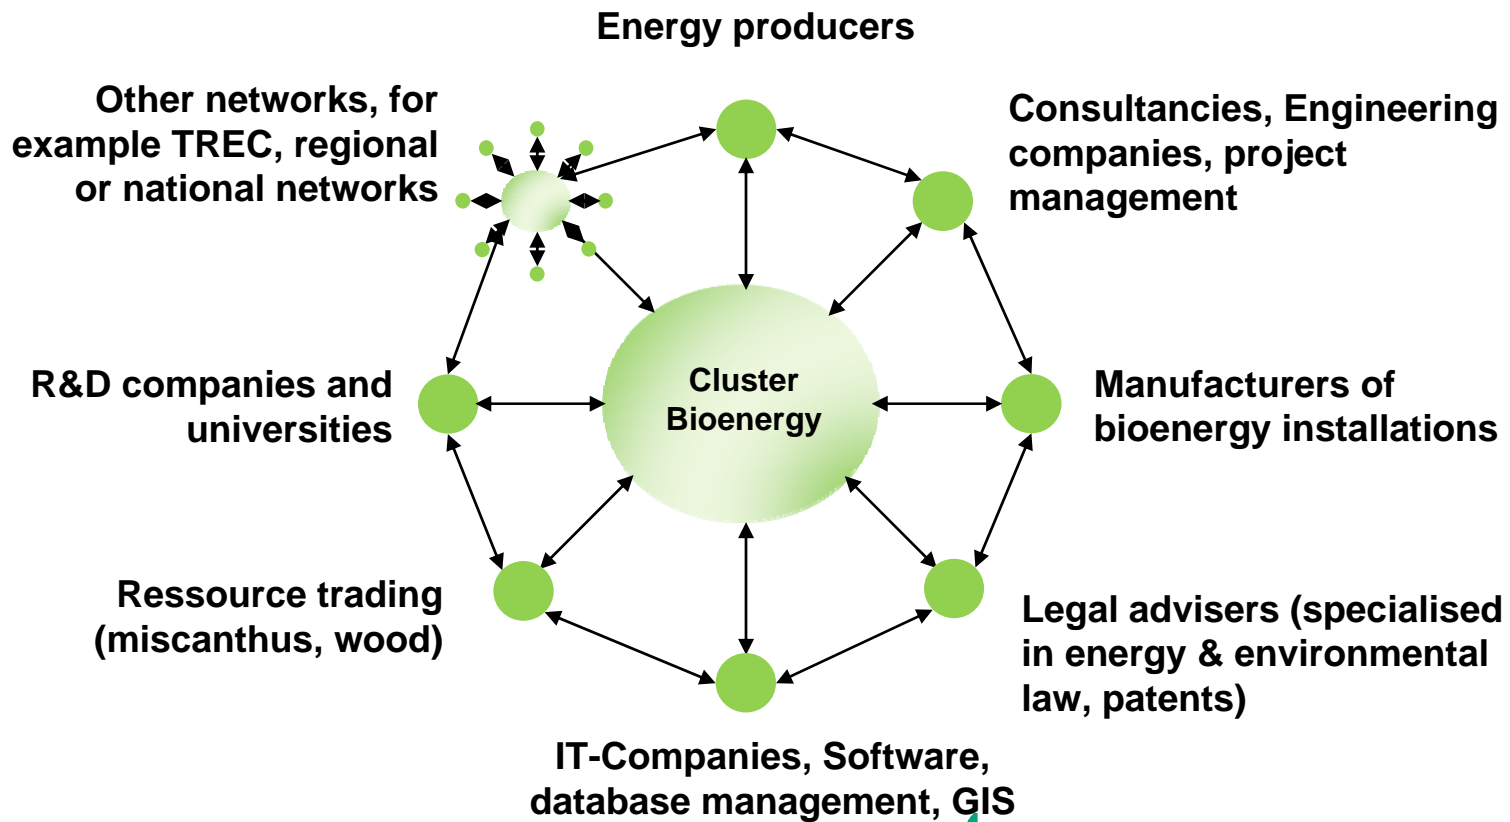 Energy producers
Other networks, for
example TREC, regional
or national networks
Consultancies, Engineering
companies, project
management
R&D companies and
universities
Cluster
Bioenergy
Manufacturers of
bioenergy installations
Ressource trading
(miscanthus, wood)
Legal advisers (specialised
in energy & environmental
law, patents)
IT-Companies, Software,
database management, GIS